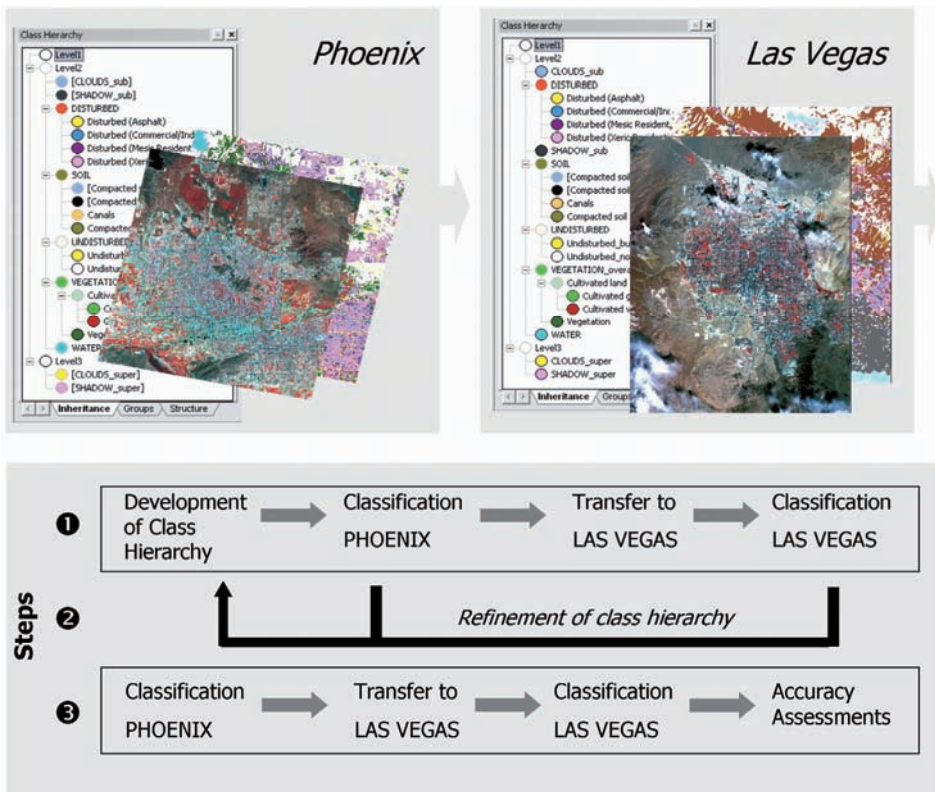 Class Hierarchy
Phoenix
Level1
Level2
[CLOUDS_sub]
[SHADOW_sub]
DISTURBED
Disturbed (Asphalt)
Disturbed (Commercial/Ind
Disturbed (Mesic Resident
Disturbed (Xeric
SOIL
[Compacted
[Compacted
Canals
Compacted
UNDISTURBED
Undisturb
Undistur
VEGETATION
Cultiva
WATER
Level3
[CLOUDS_super]
[SHADOW_super]
Inheritance Groups Structure
Class Hierarchy
Las Vegas
Level1
Level2
CLOUDS_sub
DISTURBED
Disturbed (Asphalt)
Disturbed (Commercial/Ind
Disturbed (Mesic Resident
Disturbed (Xeric
SHADOW_sub
SOIL
[Compacted soil
[Compacted soil
Canals
Compacted soil
UNDISTURBED
Undisturbed_bu
Undisturbed_no
VEGETATION_overa
Cultivated land
Cultivated g
Cultivated v
Vegetation
WATER
Level3
CLOUDS_super
SHADOW_super
Inheritance Groups
Steps
❶
Development of Class Hierarchy
Classification PHOENIX
Transfer to LAS VEGAS
Classification LAS VEGAS
❷
Refinement of class hierarchy
❸
Classification PHOENIX
Transfer to LAS VEGAS
Classification LAS VEGAS
Accuracy Assessments